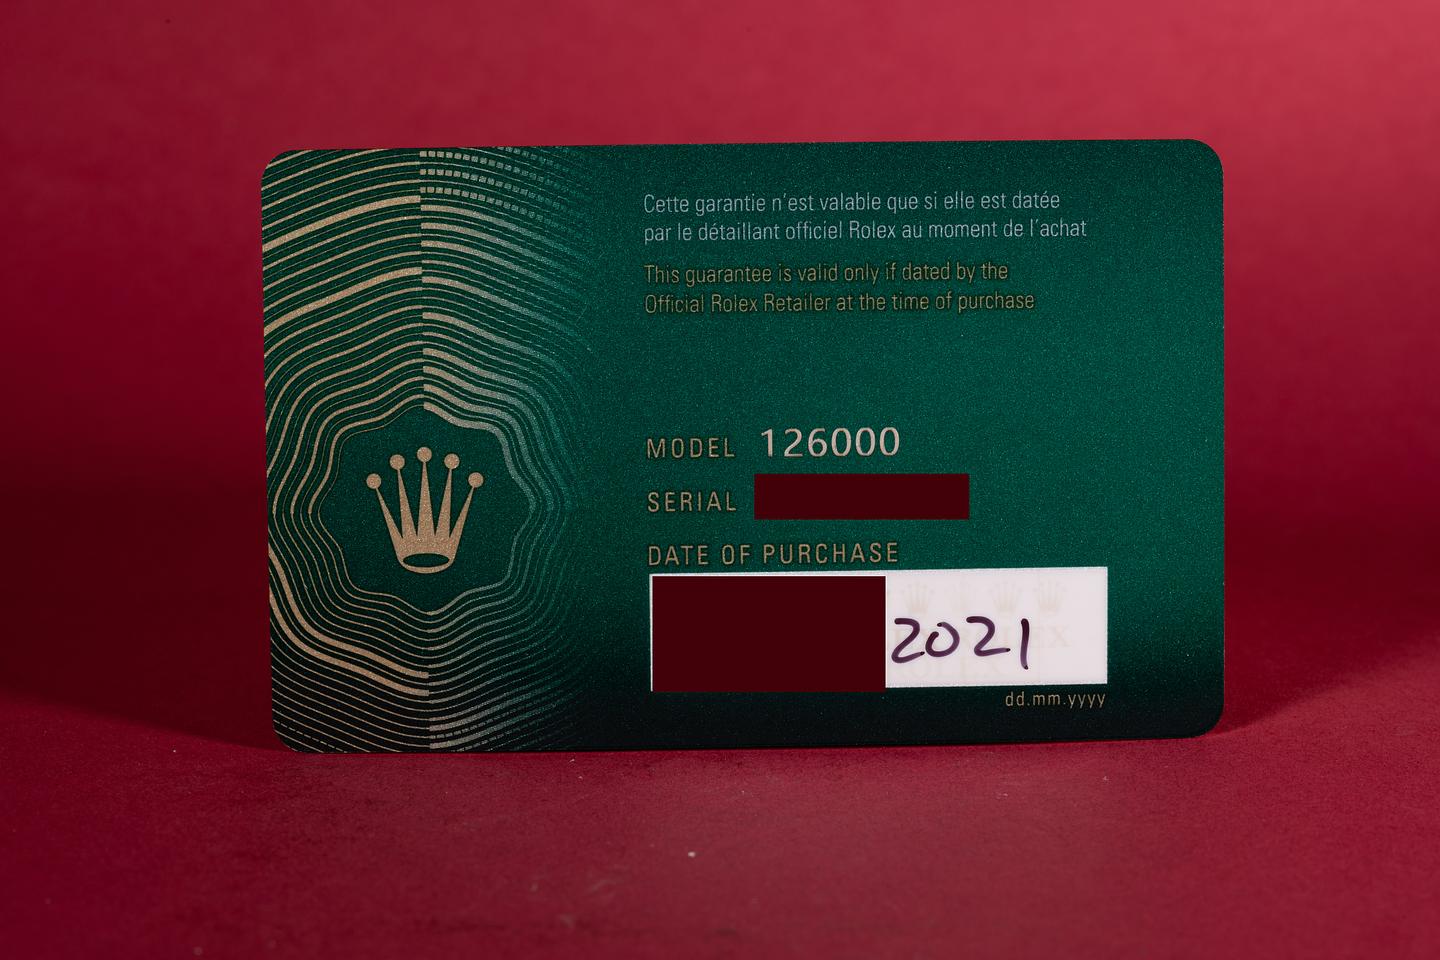 Cette garantie n'est valable que si elle est datée
par le détaillant officiel Rolex au moment de l'achat
This guarantee is valid only if dated by the
Official Rolex Retailer at the time of purchase
MODEL 126000
SERIAL
DATE OF PURCHASE
2021
dd.mm.yyyy